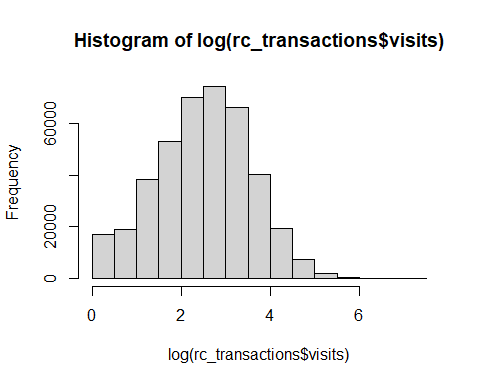 Histogram of log(rc_transactions$visits)
Frequency
60000
20000
0
0 2 4 6
log(rc_transactions$visits)